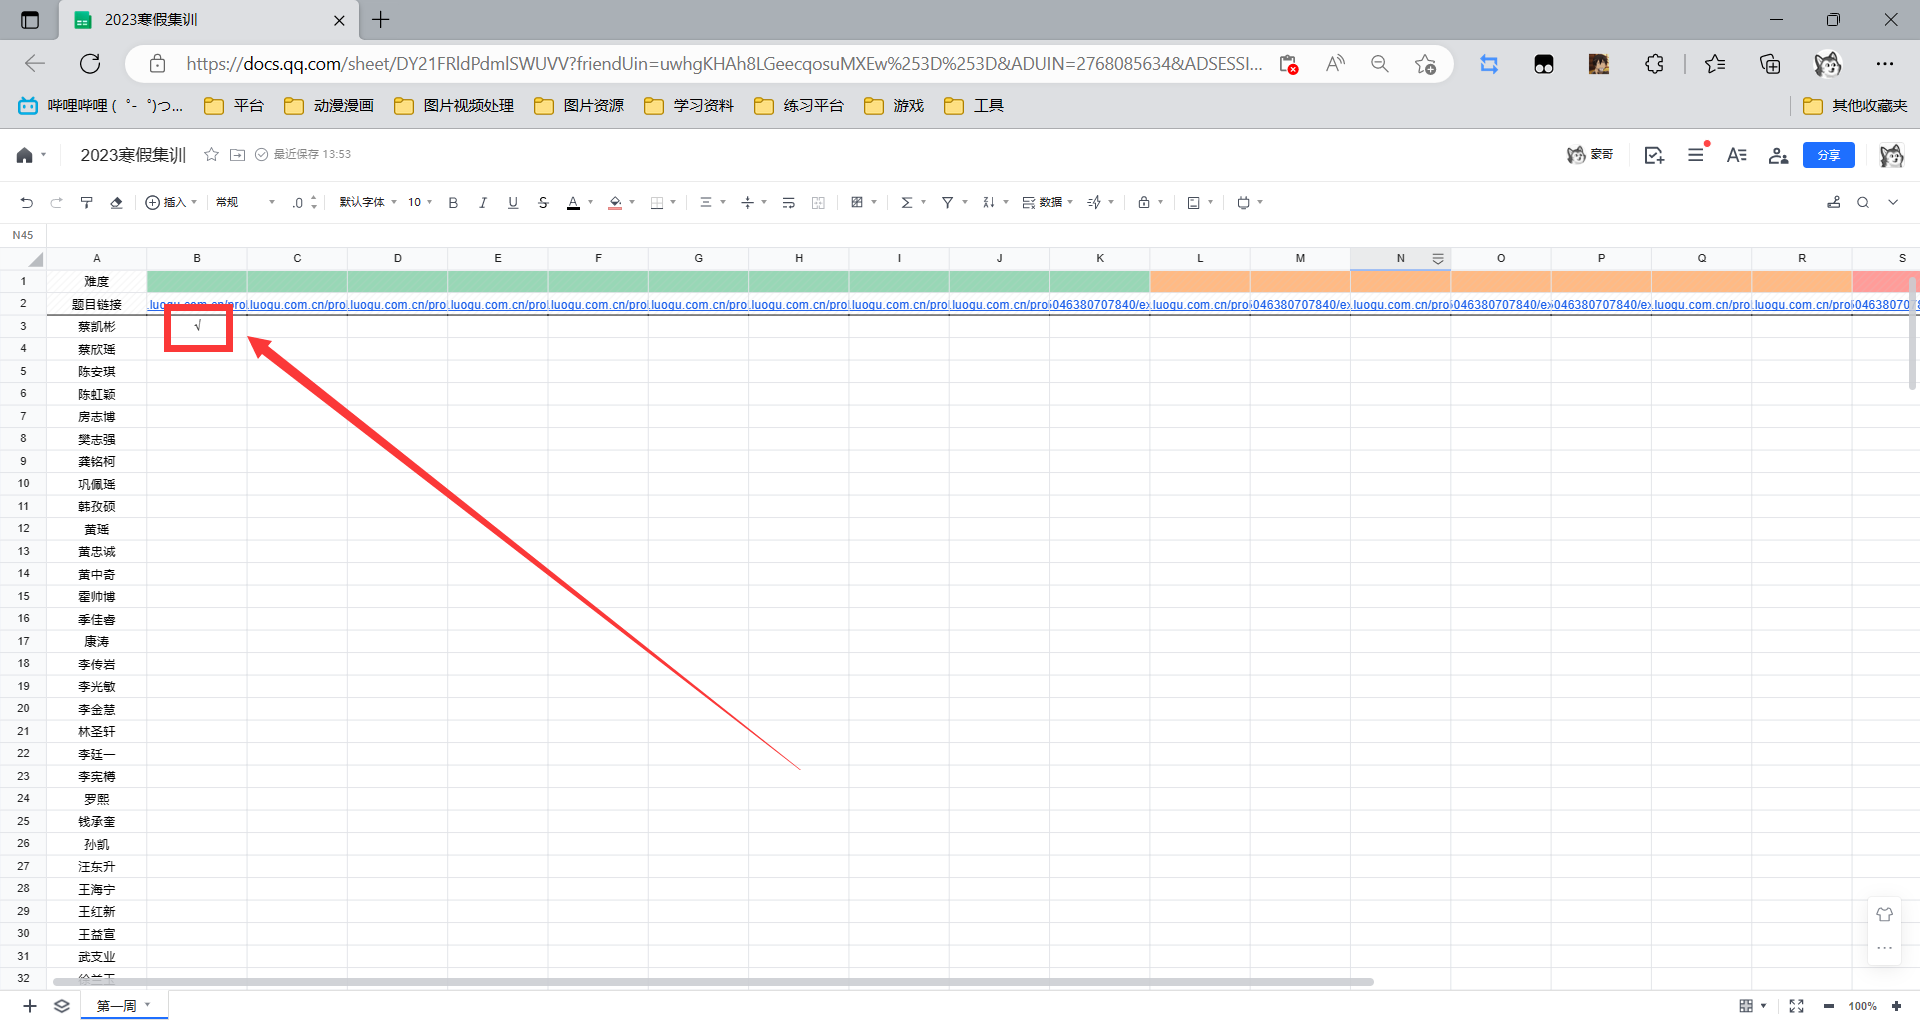 2023寒假集训
https://docs.qq.com/sheet/DY21FRldPdmlSWUVV?friendUin=uwhgKHAh8LGeecqosuMXEw%253D%253D&ADUIN=2768085634&ADSESSI...
哔哩哔哩 (゜-゜)つ... 平台 动漫漫画 图片视频处理 图片资源 学习资料 练习平台 游戏 工具 其他收藏夹
2023寒假集训 最近保存 13:53 豪哥 分享
插入 常规 .0 默认字体 10 B I U S A 数据
N45
A B C D E F G H I J K L M N O P Q R S
1 难度
2 题目链接 .luogu.com.cn/pro .luogu.com.cn/pro .luogu.com.cn/pro .luogu.com.cn/pro .luogu.com.cn/pro .luogu.com.cn/pro .luogu.com.cn/pro .luogu.com.cn/pro .luogu.com.cn/pro 046380707840/e luogu.com.cn/pro 046380707840/e .luogu.com.cn/pro 046380707840/e 046380707840/e .luogu.com.cn/pro .luogu.com.cn/pro
3 蔡凯彬 √
4 蔡欣瑶
5 陈安琪
6 陈虹颖
7 房志博
8 樊志强
9 龚铭柯
10 巩佩瑶
11 韩孜硕
12 黄瑶
13 黄忠诚
14 黄中奇
15 霍帅博
16 季佳睿
17 康涛
18 李传岩
19 李光敏
20 李金慧
21 林圣轩
22 李廷一
23 李宪樽
24 罗熙
25 钱承奎
26 孙凯
27 汪东升
28 王海宁
29 王红新
30 王益宣
31 武支业
32
第一周 100%